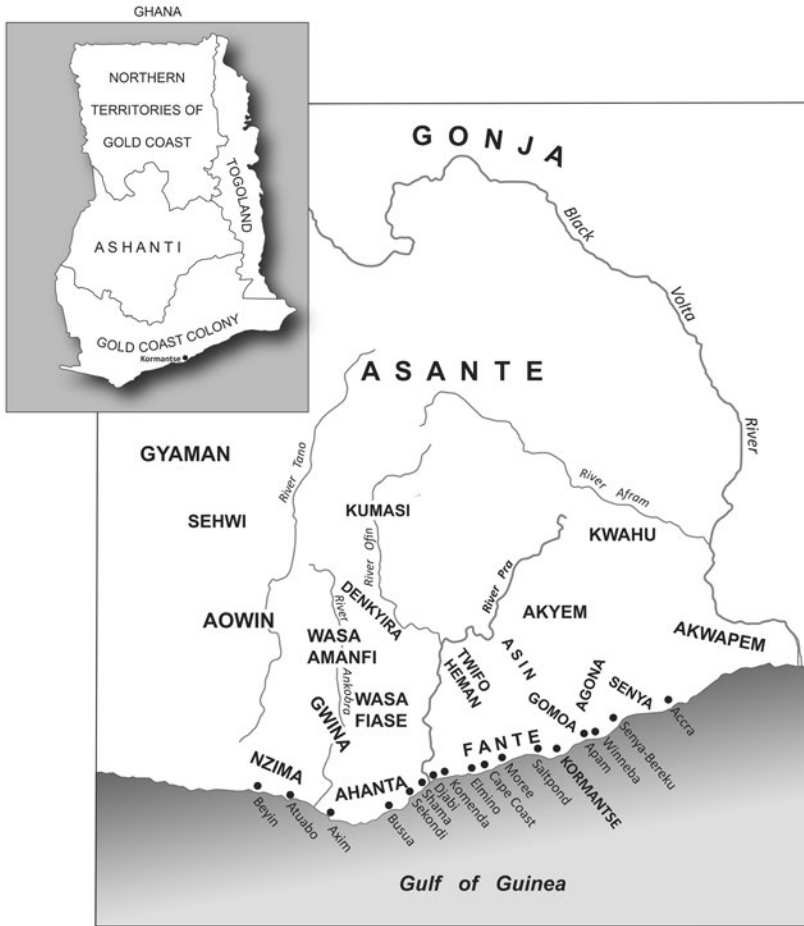 GHANA
NORTHERN
TERRITORIES OF
GOLD COAST
TOGOLAND
ASHANTI
GOLD COAST COLONY
Kormantse
GONJA
Black
Volta
River
ASANTE
GYAMAN
River Tano
SEHWI
KUMASI
River Ofin
River Afram
KWAHU
River Pra
DENKYIRA
AOWIN
WASA
AMANFI
River
Ankobra
AKYEM
AKWAPEM
ASIN
TWIFO
HEMAN
AGONA
SENYA
GOMOA
WASA
FIASE
GWINA
FANTE
NZIMA
AHANTA
Beyin
Atuabo
Axim
Busua
Sekondi
Shama
Djabi
Komenda
Elmino
Cape Coast
Moree
Saltpond
KORMANTSE
Apam
Winneba
Senya-Bereku
Accra
Gulf of Guinea